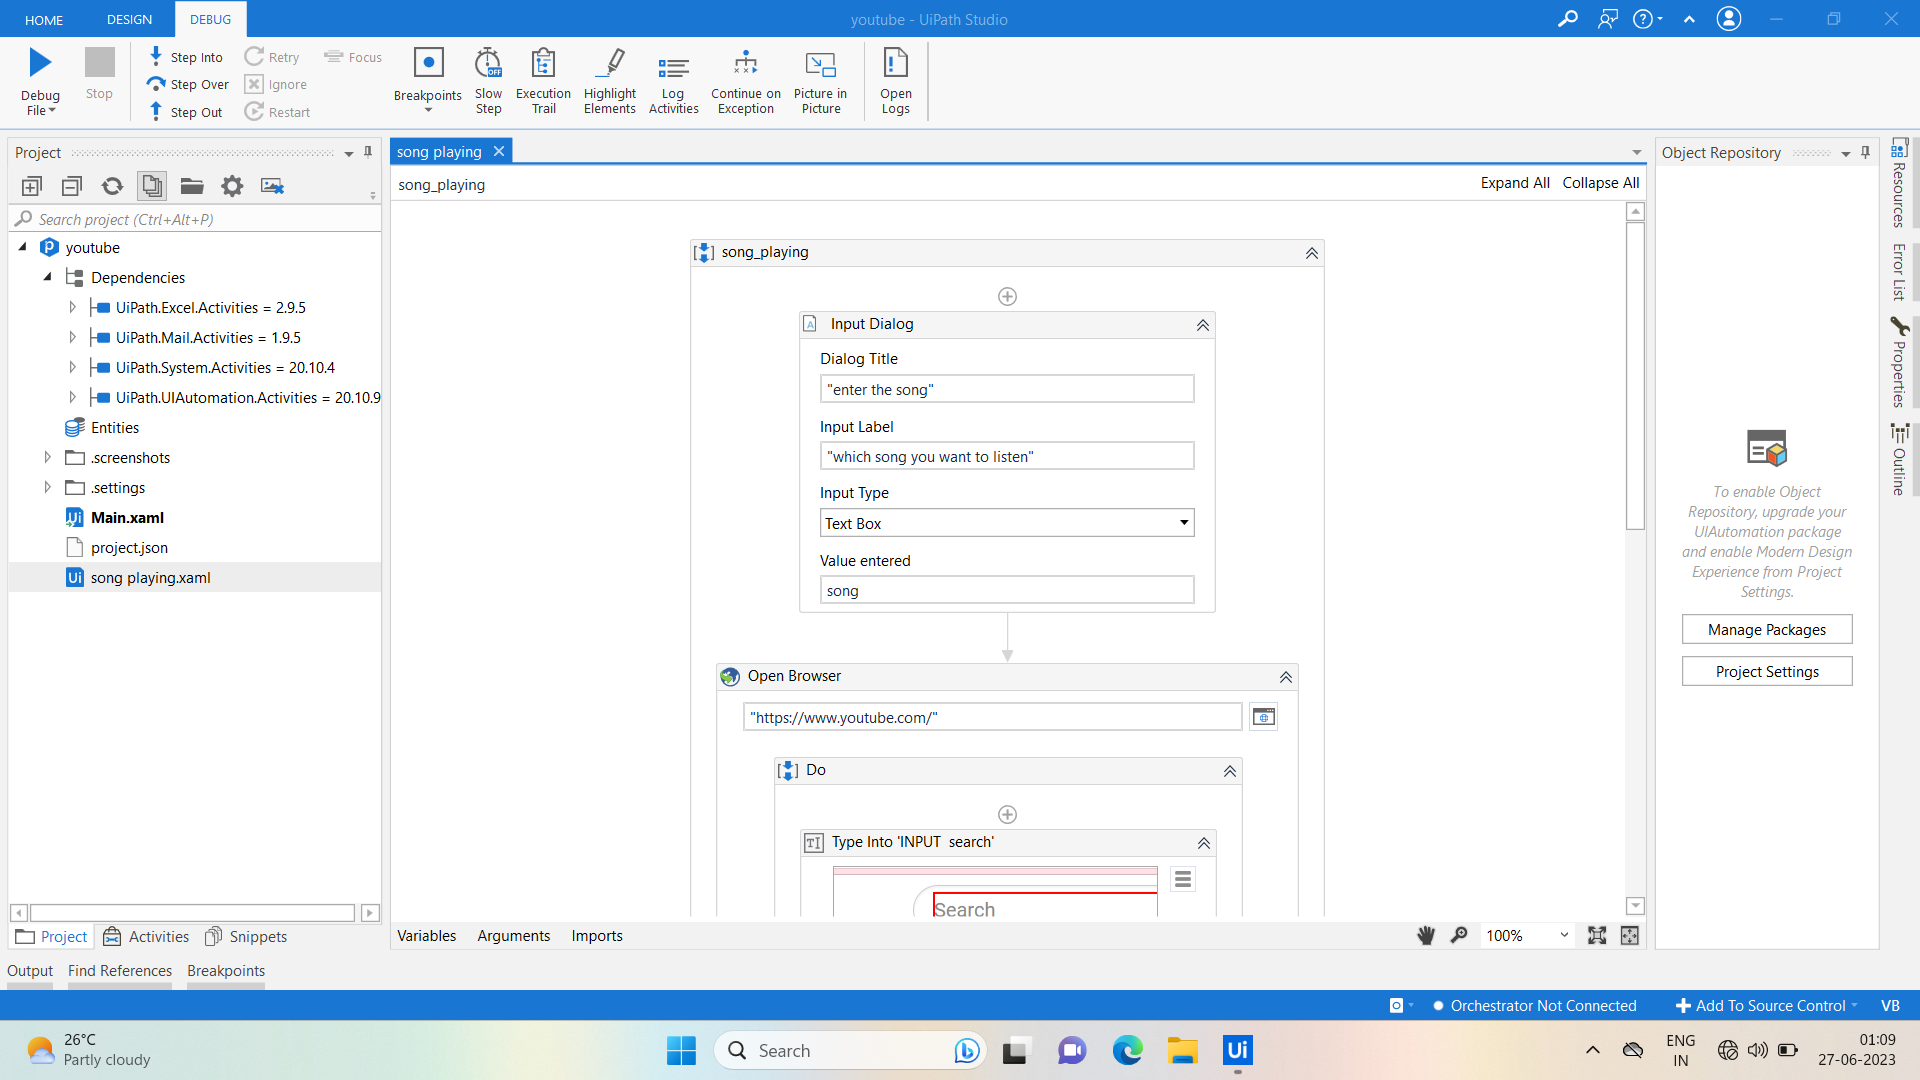 HOME DESIGN DEBUG youtube - UiPath Studio
Debug File Stop Step Into Step Over Step Out Retry Ignore Restart Focus Breakpoints Slow Step OFF Execution Trail Highlight Elements Log Activities Continue on Exception Picture in Picture Open Logs
Project
Search project (Ctrl+Alt+P)
youtube
Dependencies
UiPath.Excel.Activities = 2.9.5
UiPath.Mail.Activities = 1.9.5
UiPath.System.Activities = 20.10.4
UiPath.UIAutomation.Activities = 20.10.9
Entities
.screenshots
.settings
Main.xaml
project.json
song playing.xaml
Project Activities Snippets
song playing
song_playing Expand All Collapse All
song_playing
Input Dialog
Dialog Title
"enter the song"
Input Label
"which song you want to listen"
Input Type
Text Box
Value entered
song
Open Browser
"https://www.youtube.com/"
Do
Type Into 'INPUT search'
Search
Variables Arguments Imports 100%
Object Repository
To enable Object
Repository, upgrade your
UIAutomation package
and enable Modern Design
Experience from Project
Settings.
Manage Packages
Project Settings
Resources
Error List
Properties
Outline
Output Find References Breakpoints
Orchestrator Not Connected Add To Source Control VB
26°C
Partly cloudy
Search
Ui
ENG
IN
01:09
27-06-2023